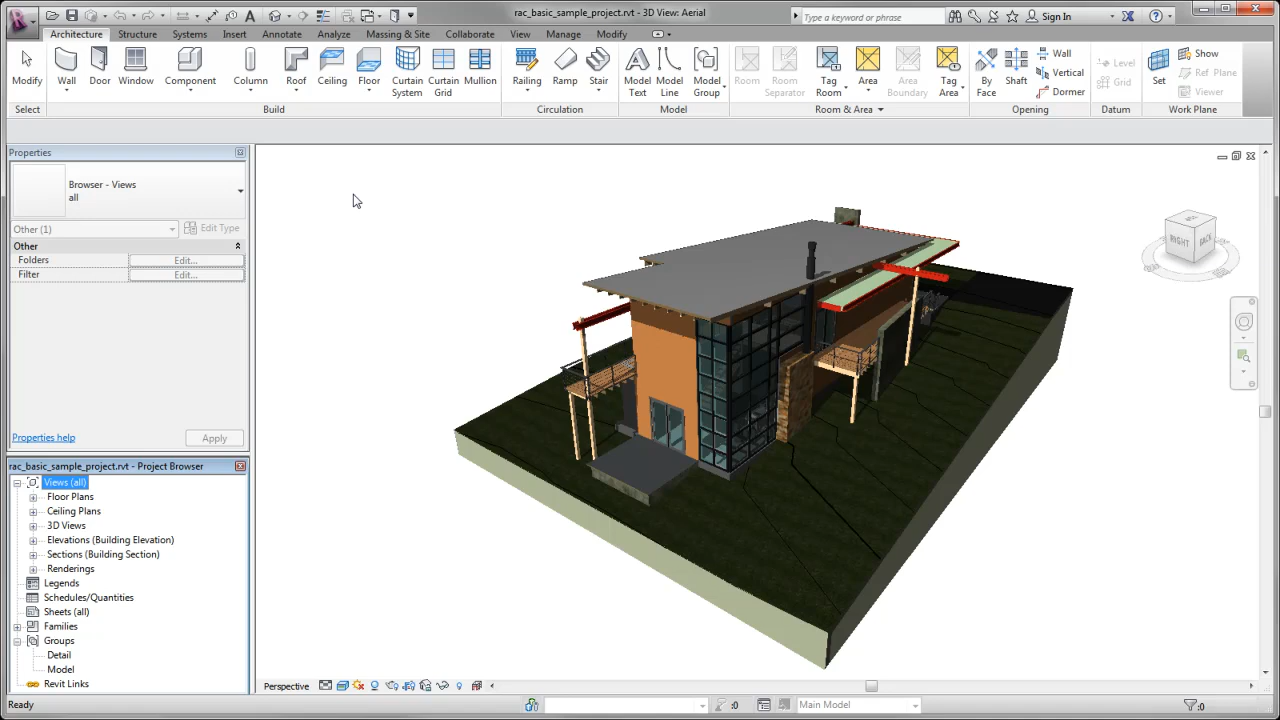 rac_basic_sample_project.rvt - 3D View: Aerial
Type a keyword or phrase
Sign In
Architecture Structure Systems Insert Annotate Analyze Massing & Site Collaborate View Manage Modify
Modify
Wall
Door
Window
Component
Column
Roof
Ceiling
Floor
Curtain System
Curtain Grid
Mullion
Railing
Ramp
Stair
Model Text
Model Line
Model Group
Room
Room Separator
Tag Room
Area
Area Boundary
Tag Area
By Face
Shaft
Wall
Vertical
Dormer
Level
Grid
Set
Show
Ref Plane
Viewer
Select Build Circulation Model Room & Area Opening Datum Work Plane
Properties
Browser - Views
all
Other (1) Edit Type
Other
Folders Edit...
Filter Edit...
Properties help Apply
rac_basic_sample_project.rvt - Project Browser
Views (all)
Floor Plans
Ceiling Plans
3D Views
Elevations (Building Elevation)
Sections (Building Section)
Renderings
Legends
Schedules/Quantities
Sheets (all)
Families
Groups
Detail
Model
Revit Links
RIGHT BACK
Perspective
Ready :0 Main Model :0